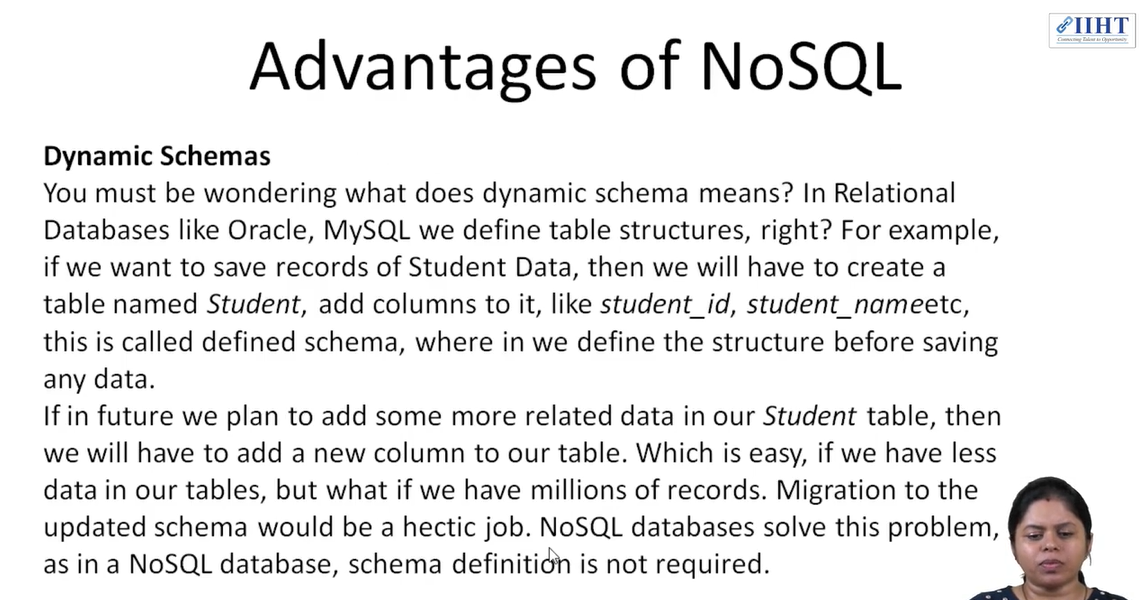 IIHT
Connecting Talent to Opportunity
Advantages of NoSQL
Dynamic Schemas
You must be wondering what does dynamic schema means? In Relational
Databases like Oracle, MySQL we define table structures, right? For example,
if we want to save records of Student Data, then we will have to create a
table named Student, add columns to it, like student_id, student_nameetc,
this is called defined schema, where in we define the structure before saving
any data.
If in future we plan to add some more related data in our Student table, then
we will have to add a new column to our table. Which is easy, if we have less
data in our tables, but what if we have millions of records. Migration to the
updated schema would be a hectic job. NoSQL databases solve this problem,
as in a NoSQL database, schema definition is not required.